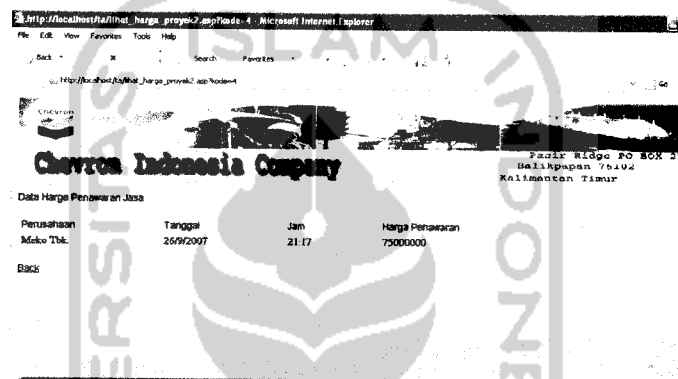 http://localhost/ta/lihat_harga_proyek2.asp?kode=4 - Microsoft Internet Explorer
File Edit View Favorites Tools Help
Back Search Favorites
http://localhost/ta/lihat_harga_proyek2.asp?kode=4 Go
Chevron
Chevron Indonesia Company
Pasir Ridge PO BOX 2
Balikpapan 76102
Kalimantan Timur
Data Harga Penawaran Jasa
Perusahaan Tanggal Jam Harga Penawaran
Meko Tbk. 26/9/2007 21:17 75000000
Back
ISLAM